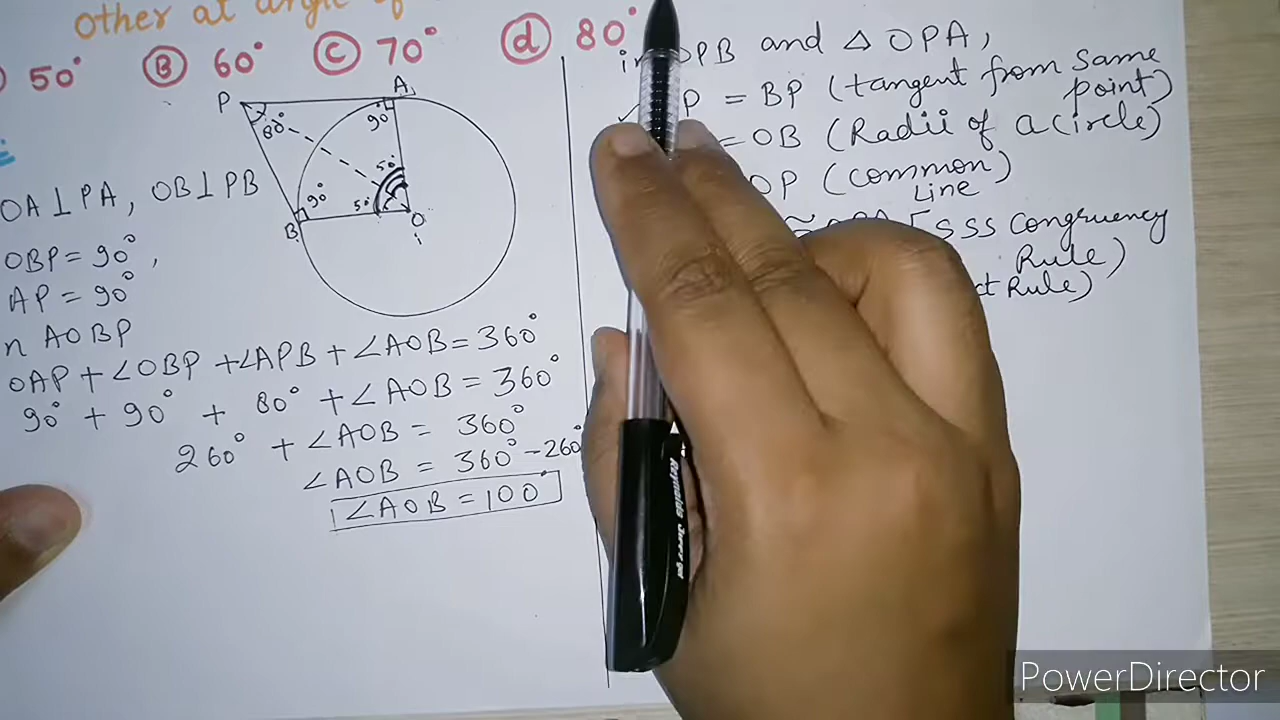 other at angle of
50° (B) 60° (C) 70° (d) 80°
P
A
80°
90°
50°
90°
50°
O
B
OA⊥PA, OB⊥PB
OBP = 90°,
AP = 90°
AOBP
OAP + ∠OBP + ∠APB + ∠AOB = 360°
90° + 90° + 80° + ∠AOB = 360°
260° + ∠AOB = 360°
∠AOB = 360° - 260°
∠AOB = 100°
OPB and △ OPA,
P = BP (tangent from same
point)
= OB (Radii of a circle)
OP (common
Line)
[SSS congruency
Rule)
ct Rule)
Reynolds
PowerDirector